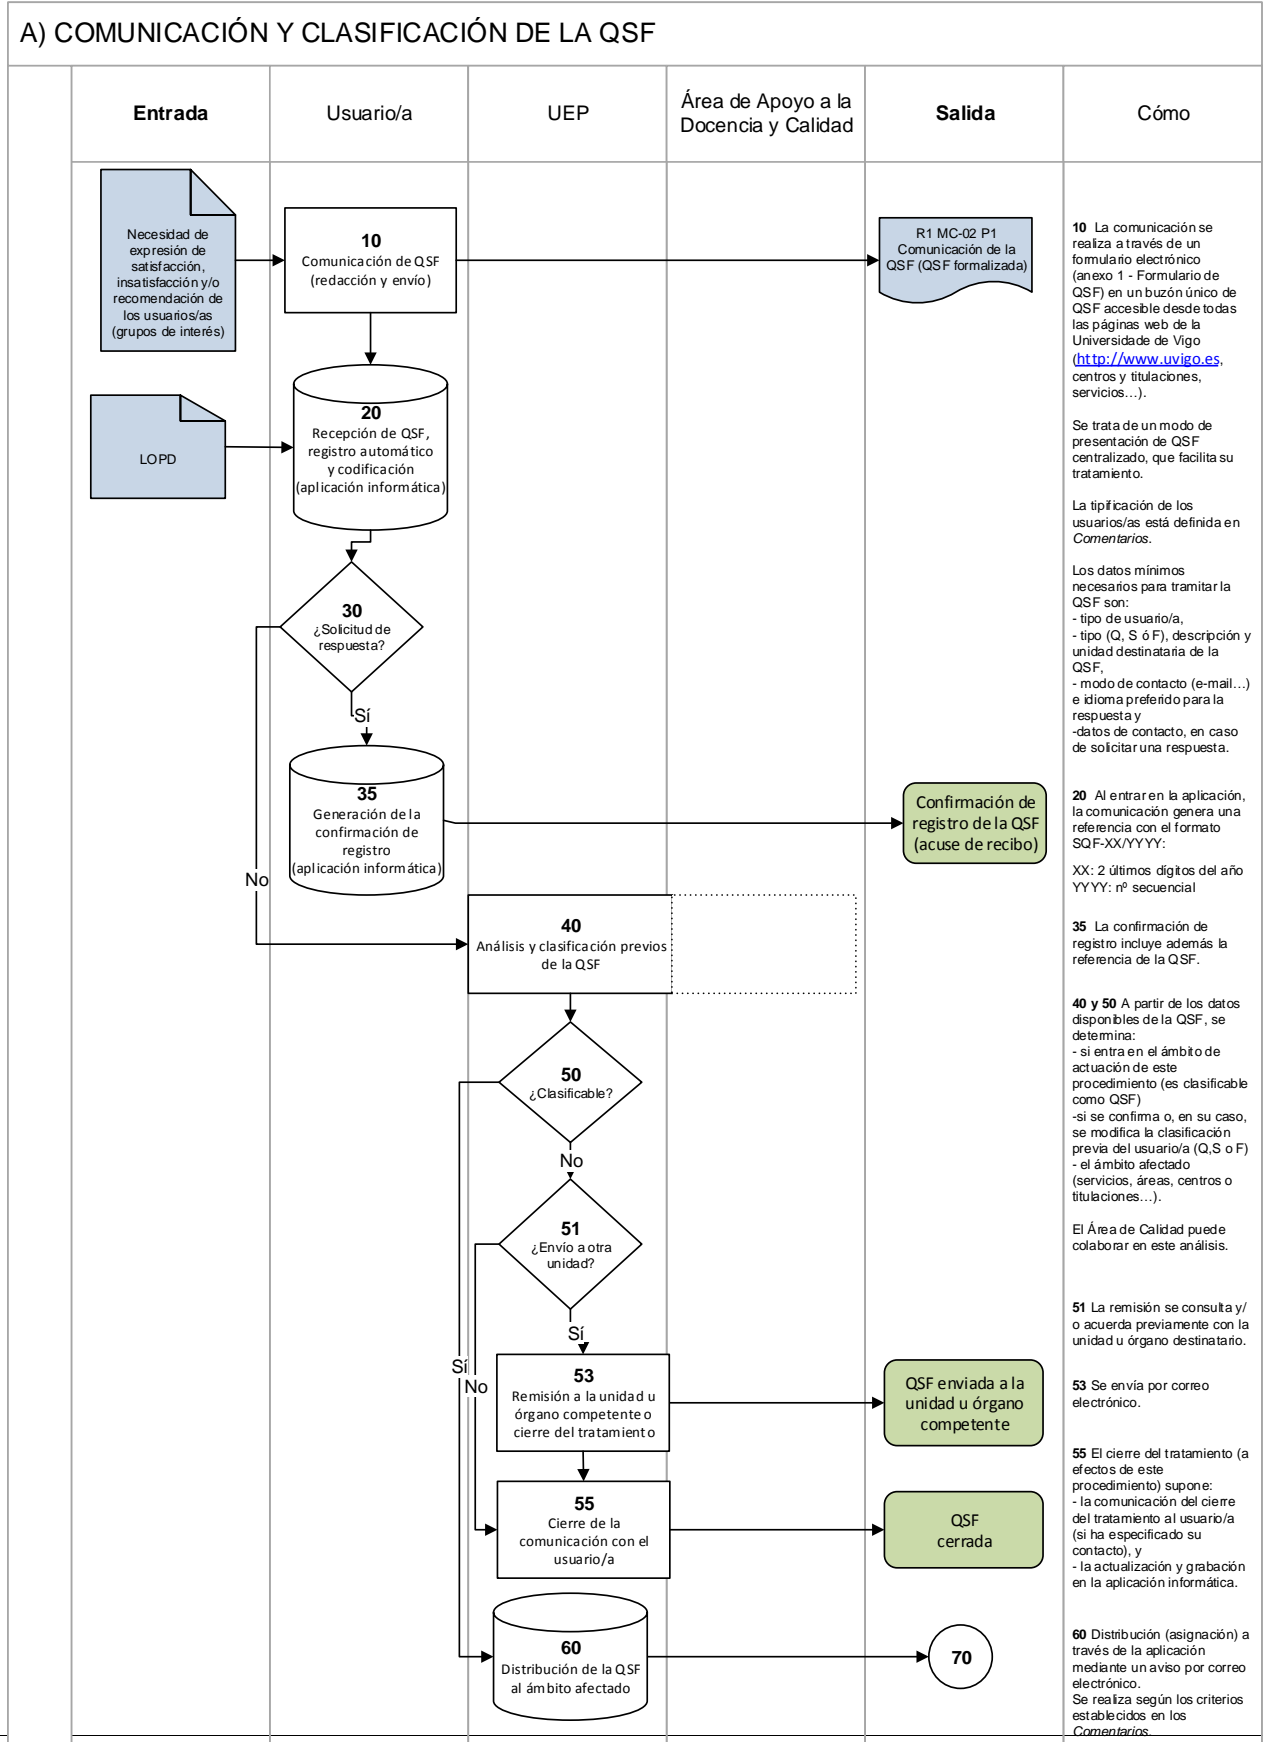 A) COMUNICACIÓN Y CLASIFICACIÓN DE LA QSF
Entrada
Usuario/a
UEP
Área de Apoyo a la
Docencia y Calidad
Salida
Cómo
Necesidad de
expresión de
satisfacción,
insatisfacción y/o
recomendación de
los usuarios/as
(grupos de interés)
10
Comunicación de QSF
(redacción y envío)
R1 MC-02 P1
Comunicación de la
QSF (QSF formalizada)
LOPD
20
Recepción de QSF,
registro automático
y codificación
(aplicación informática)
30
¿Solicitud de
respuesta?
Sí
No
35
Generación de la
confirmación de
registro
(aplicación informática)
Confirmación de
registro de la QSF
(acuse de recibo)
40
Análisis y clasificación previos
de la QSF
50
¿Clasificable?
No
Sí
51
¿Envío a otra
unidad?
Sí
No
53
Remisión a la unidad u
órgano competente o
cierre del tratamiento
QSF enviada a la
unidad u órgano
competente
55
Cierre de la
comunicación con el
usuario/a
QSF
cerrada
60
Distribución de la QSF
al ámbito afectado
70
10 La comunicación se
realiza a través de un
formulario electrónico
(anexo 1 - Formulario de
QSF) en un buzón único de
QSF accesible desde todas
las páginas web de la
Universidade de Vigo
(http://www.uvigo.es,
centros y titulaciones,
servicios…).
Se trata de un modo de
presentación de QSF
centralizado, que facilita su
tratamiento.
La tipificación de los
usuarios/as está definida en
Comentarios.
Los datos mínimos
necesarios para tramitar la
QSF son:
- tipo de usuario/a,
- tipo (Q, S ó F), descripción y
unidad destinataria de la
QSF,
- modo de contacto (e-mail…)
e idioma preferido para la
respuesta y
-datos de contacto, en caso
de solicitar una respuesta.
20 Al entrar en la aplicación,
la comunicación genera una
referencia con el formato
SQF-XX/YYYY:
XX: 2 últimos dígitos del año
YYYY: nº secuencial
35 La confirmación de
registro incluye además la
referencia de la QSF.
40 y 50 A partir de los datos
disponibles de la QSF, se
determina:
- si entra en el ámbito de
actuación de este
procedimiento (es clasificable
como QSF)
-si se confirma o, en su caso,
se modifica la clasificación
previa del usuario/a (Q,S o F)
- el ámbito afectado
(servicios, áreas, centros o
titulaciones…).
El Área de Calidad puede
colaborar en este análisis.
51 La remisión se consulta y/
o acuerda previamente con la
unidad u órgano destinatario.
53 Se envía por correo
electrónico.
55 El cierre del tratamiento (a
efectos de este
procedimiento) supone:
- la comunicación del cierre
del tratamiento al usuario/a
(si ha especificado su
contacto), y
- la actualización y grabación
en la aplicación informática.
60 Distribución (asignación) a
través de la aplicación
mediante un aviso por correo
electrónico.
Se realiza según los criterios
establecidos en los
Comentarios.